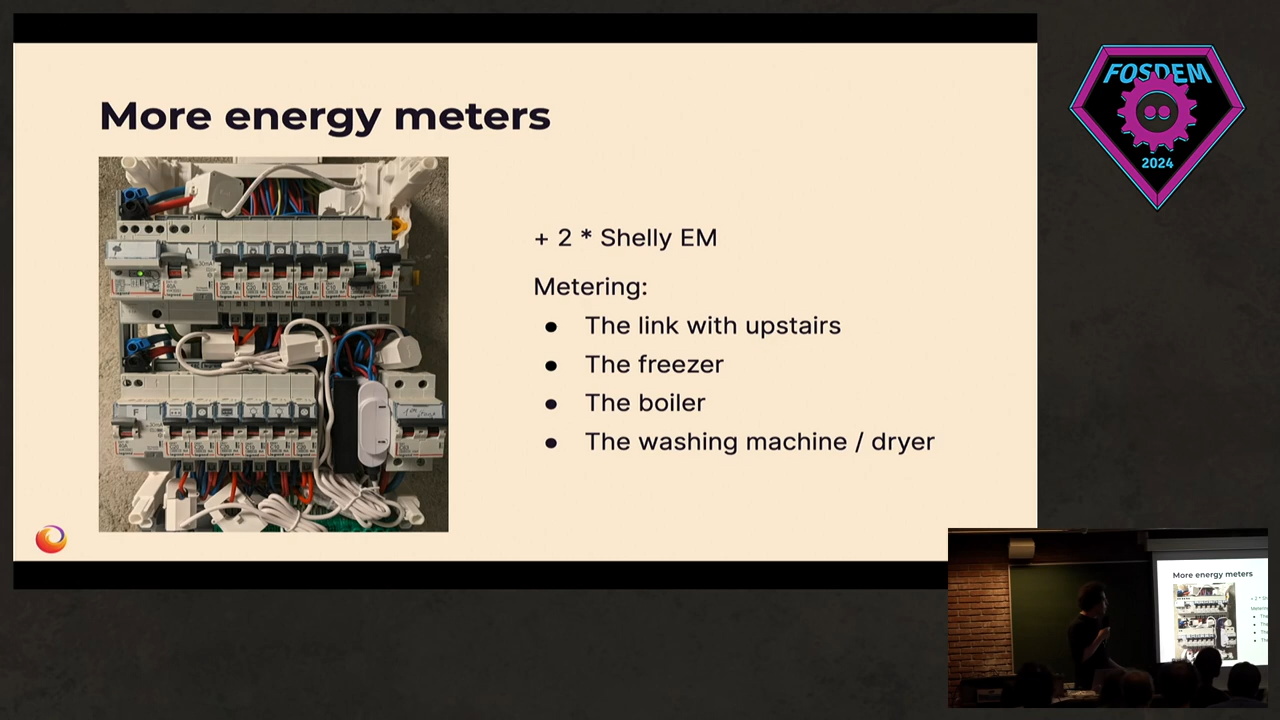 More energy meters
+ 2 * Shelly EM
Metering:
● The link with upstairs
● The freezer
● The boiler
● The washing machine / dryer
FOSDEM
2024
More energy meters